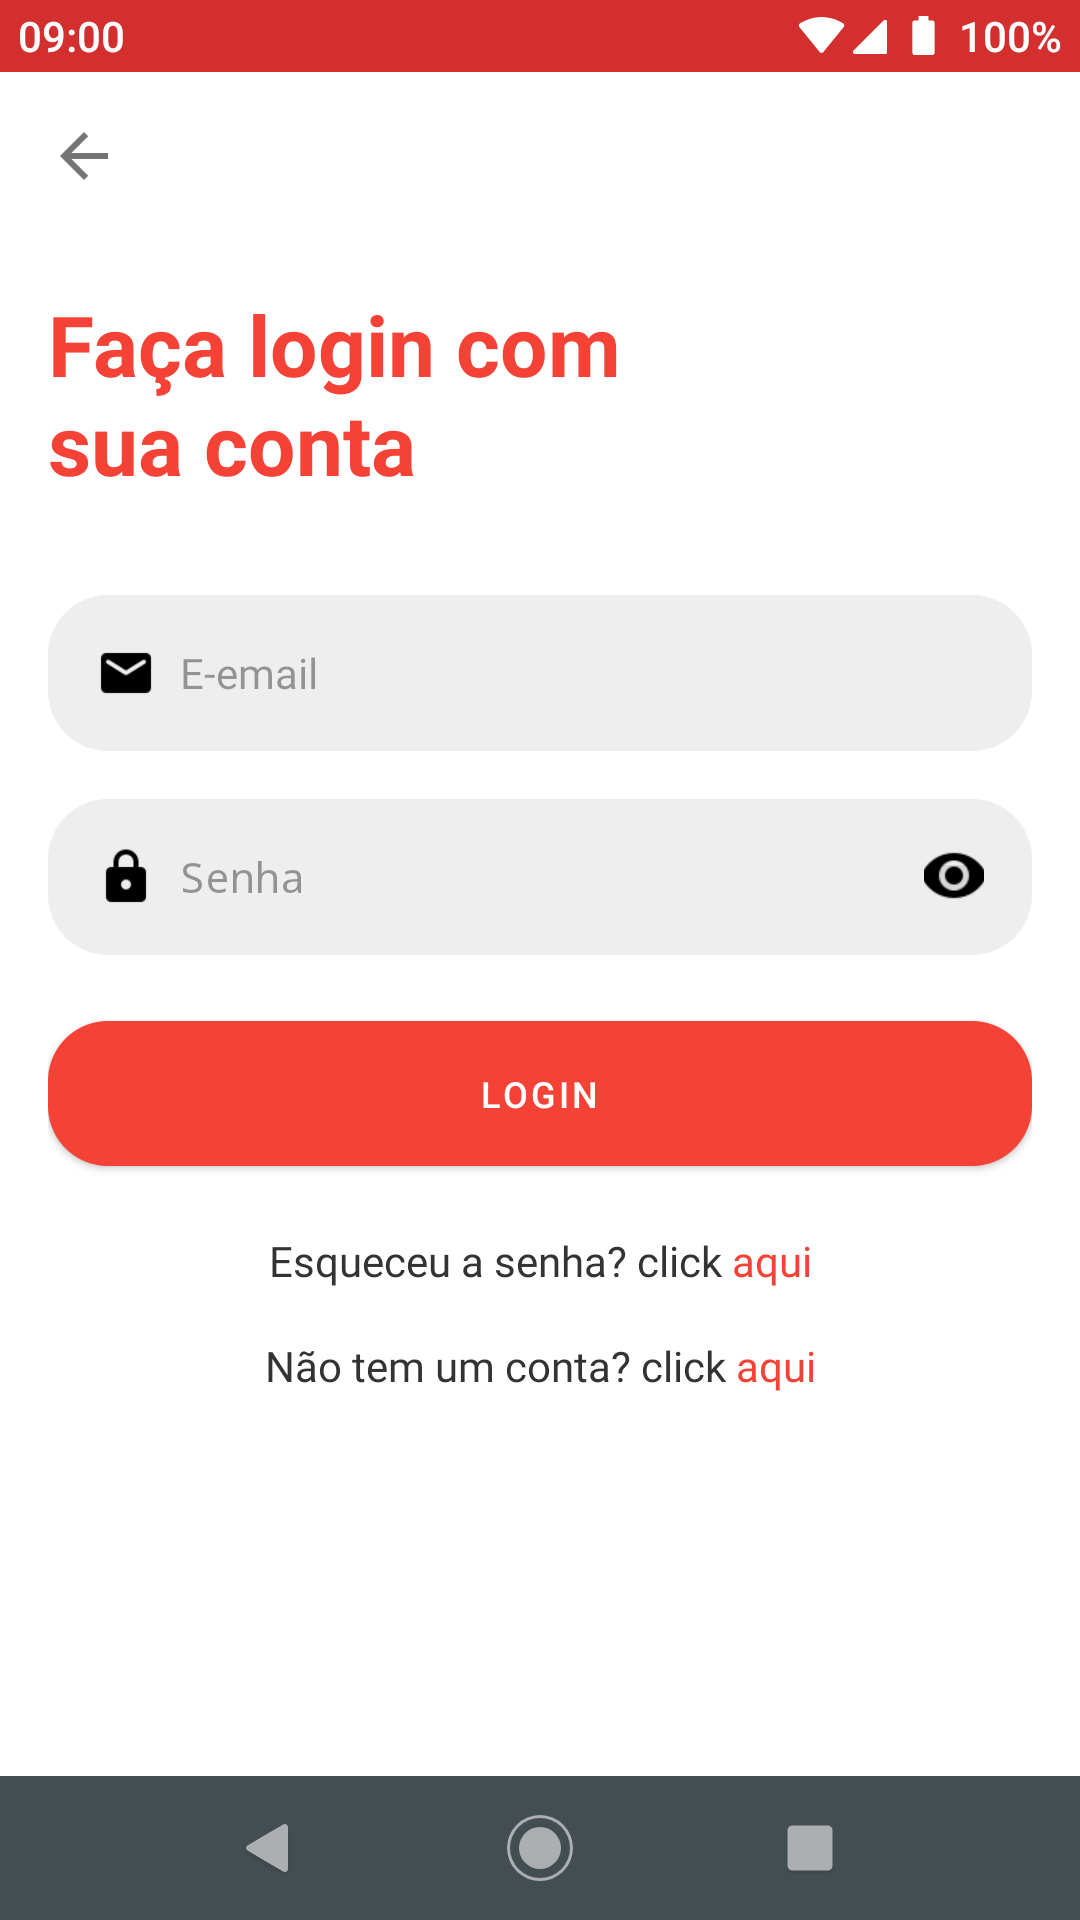 09:00 100%
Faça login com
sua conta
E-email
Senha
LOGIN
Esqueceu a senha? click aqui
Não tem um conta? click aqui